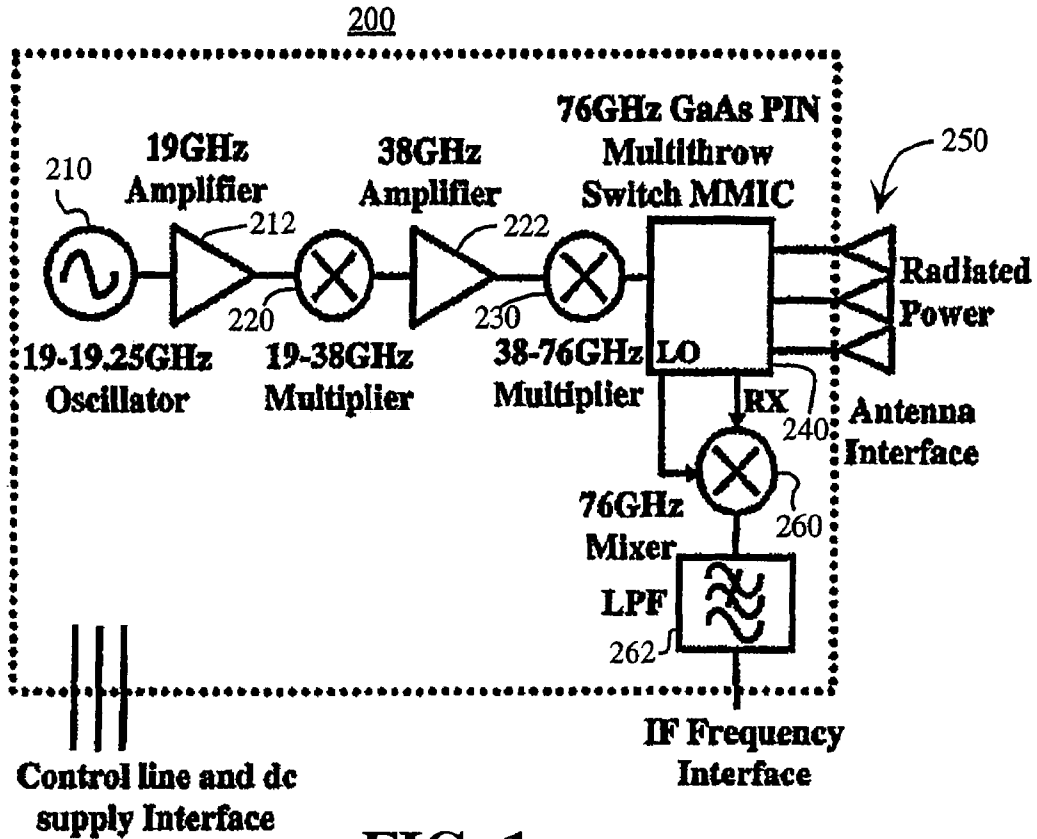 200
76GHz GaAs PIN
Multithrow
Switch MMIC
250
19GHz
Amplifier
38GHz
Amplifier
210
212
222
220
230
Radiated
Power
19-19.25GHz
Oscillator
19-38GHz
Multiplier
38-76GHz
Multiplier
LO
RX
240
Antenna
Interface
76GHz
Mixer
260
LPF
262
IF Frequency
Interface
Control line and dc
supply Interface
FIG. 1